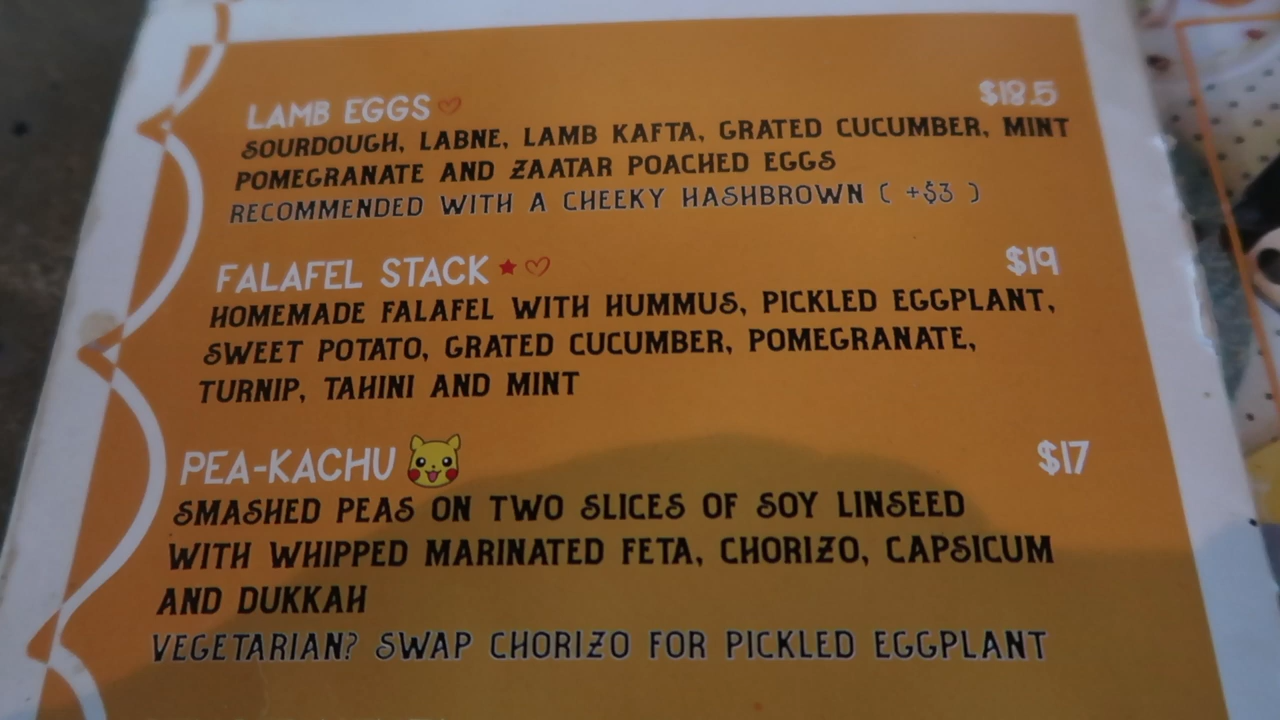 LAMB EGGS $18.5
SOURDOUGH, LABNE, LAMB KAFTA, GRATED CUCUMBER, MINT
POMEGRANATE AND ZAATAR POACHED EGGS
RECOMMENDED WITH A CHEEKY HASHBROWN ( +$3 )
FALAFEL STACK $19
HOMEMADE FALAFEL WITH HUMMUS, PICKLED EGGPLANT,
SWEET POTATO, GRATED CUCUMBER, POMEGRANATE,
TURNIP, TAHINI AND MINT
PEA-KACHU $17
SMASHED PEAS ON TWO SLICES OF SOY LINSEED
WITH WHIPPED MARINATED FETA, CHORIZO, CAPSICUM
AND DUKKAH
VEGETARIAN? SWAP CHORIZO FOR PICKLED EGGPLANT